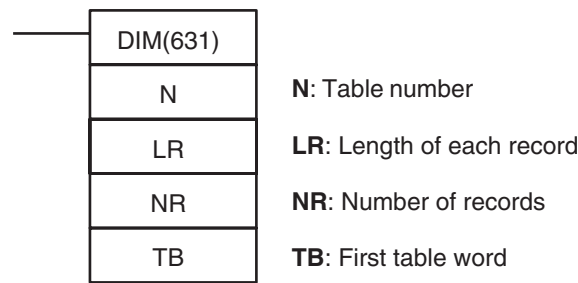 DIM(631)
N N: Table number
LR LR: Length of each record
NR NR: Number of records
TB TB: First table word